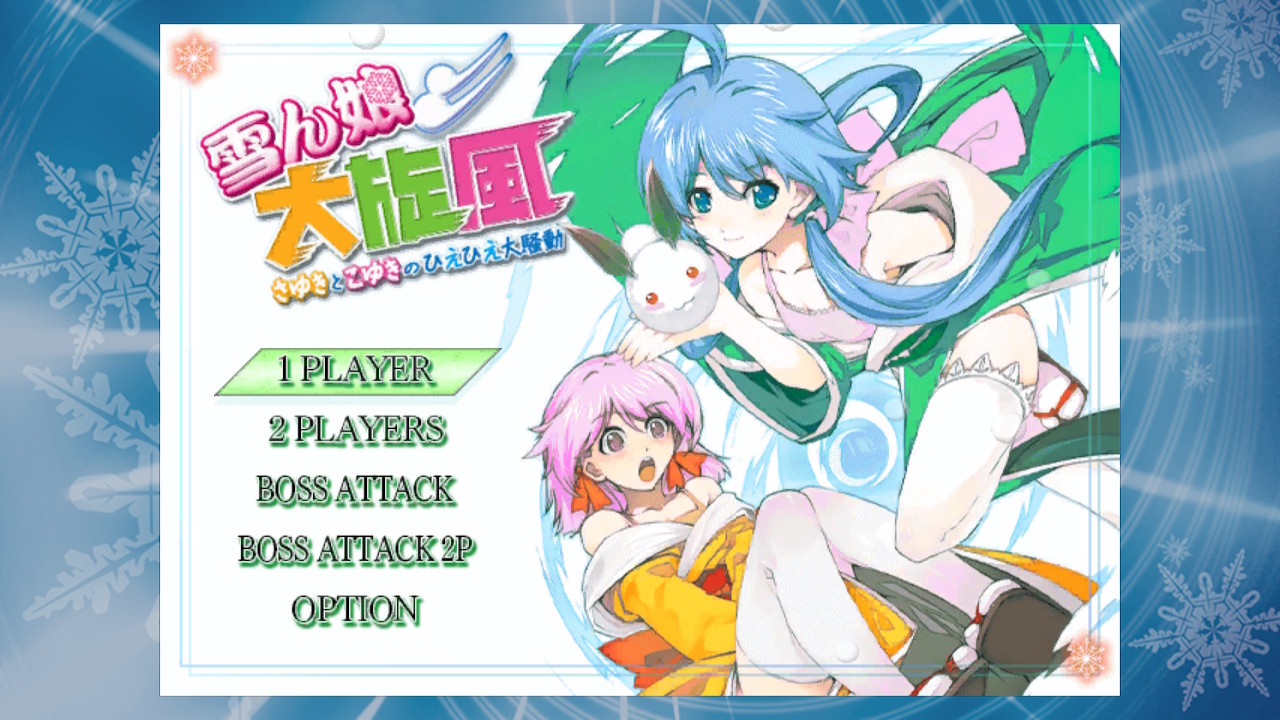 雪ん娘
大旋風
さゆきとこゆきのひえひえ大騒動
1 PLAYER
2 PLAYERS
BOSS ATTACK
BOSS ATTACK 2P
OPTION